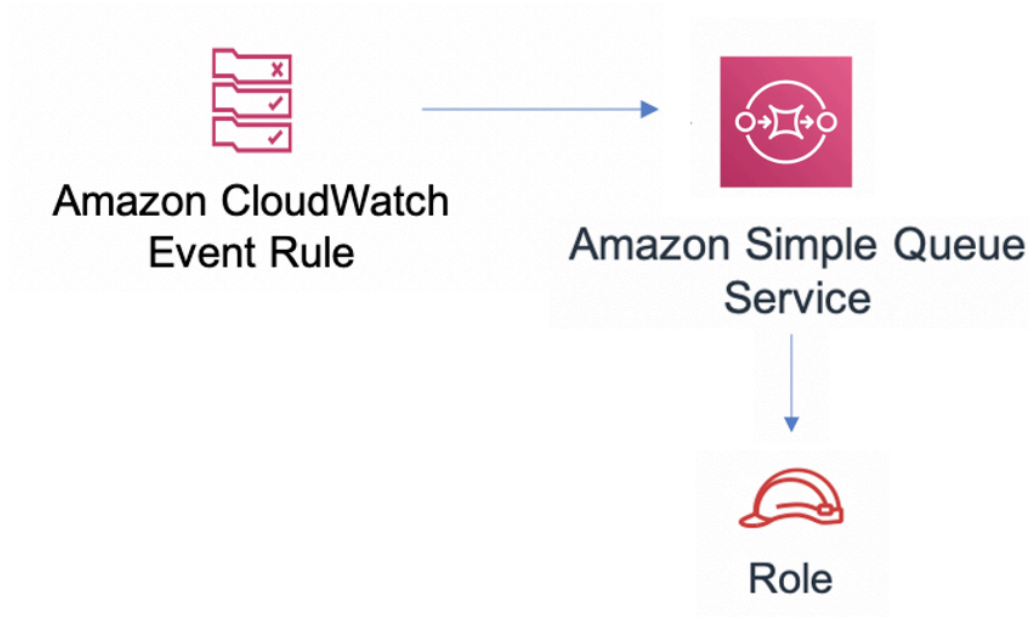 Amazon CloudWatch
Event Rule
Amazon Simple Queue
Service
Role